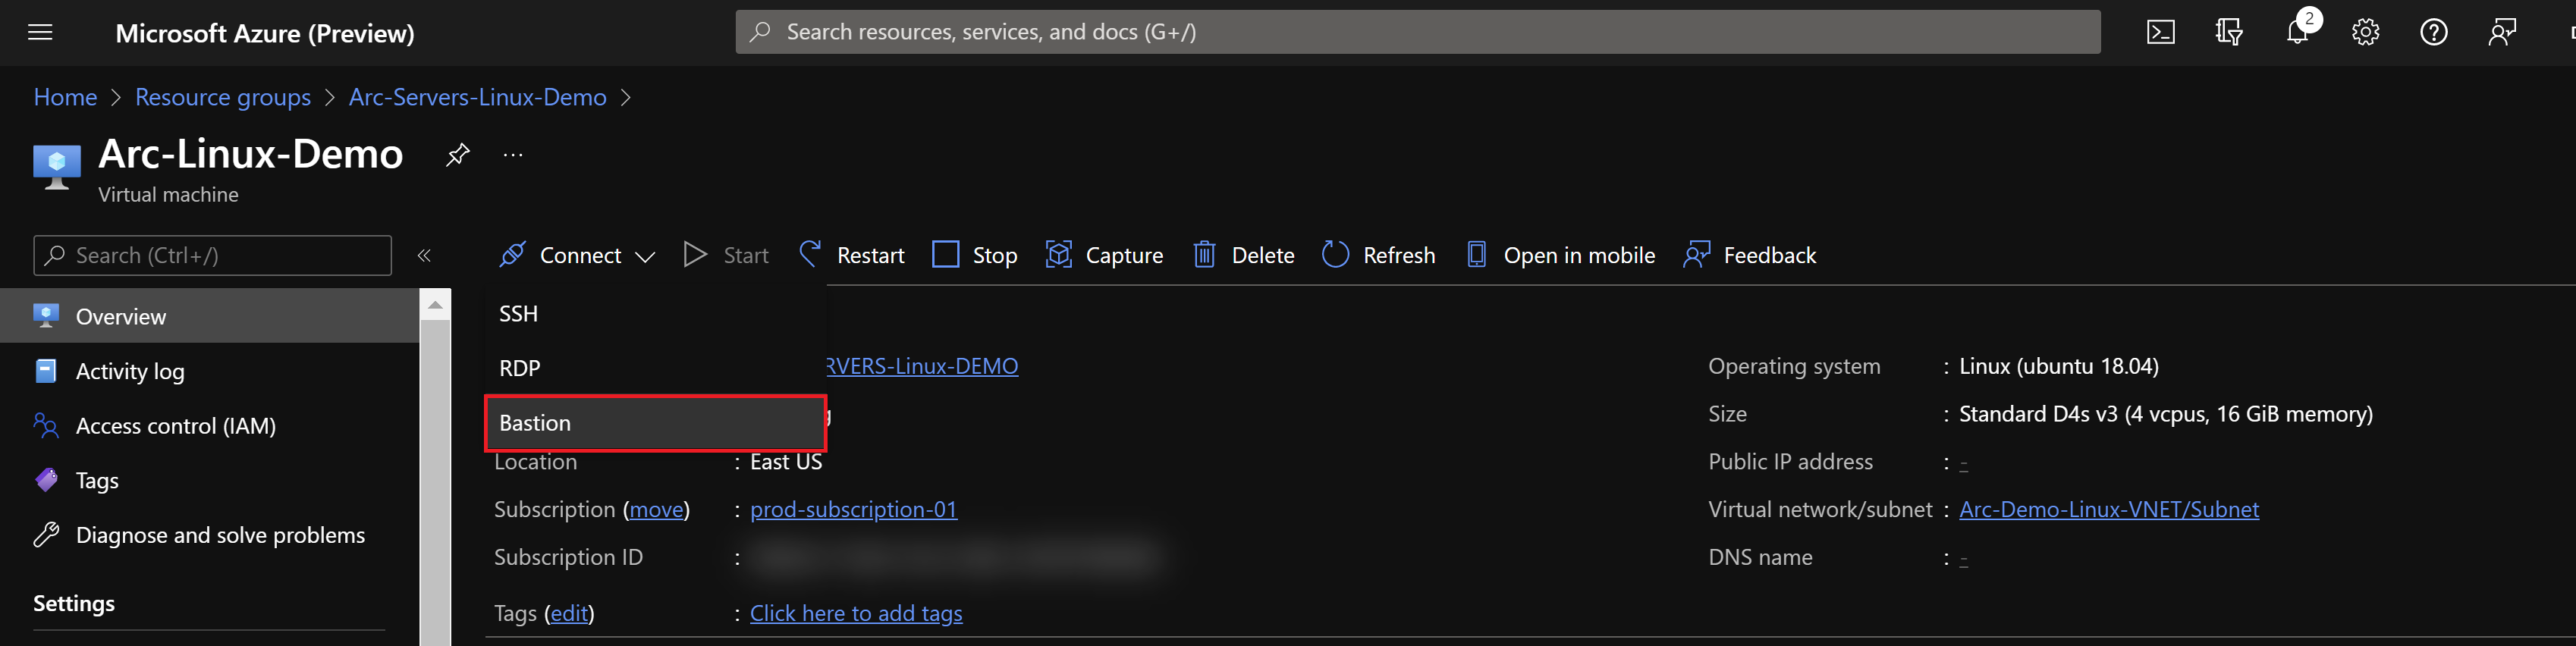 Microsoft Azure (Preview)
Search resources, services, and docs (G+/)
2
Home > Resource groups > Arc-Servers-Linux-Demo >
Arc-Linux-Demo
...
Virtual machine
Search (Ctrl+/)
«
Connect Start Restart Stop Capture Delete Refresh Open in mobile Feedback
Overview
Activity log
Access control (IAM)
Tags
Diagnose and solve problems
Settings
SSH
RDP
Bastion
RVERS-Linux-DEMO
Location : East US
Subscription (move) : prod-subscription-01
Subscription ID :
Tags (edit) : Click here to add tags
Operating system : Linux (ubuntu 18.04)
Size : Standard D4s v3 (4 vcpus, 16 GiB memory)
Public IP address : -
Virtual network/subnet : Arc-Demo-Linux-VNET/Subnet
DNS name : -